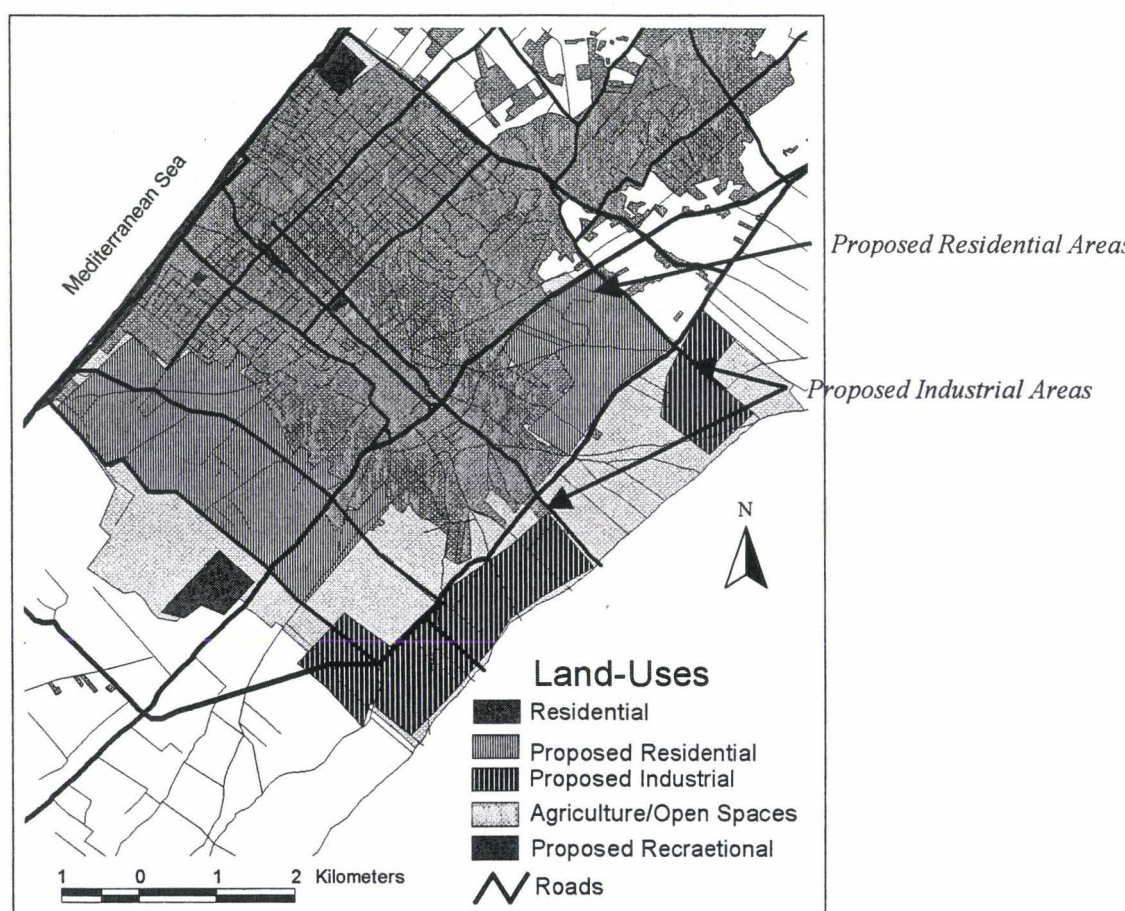 Mediterranean Sea
Proposed Residential Areas
Proposed Industrial Areas
N
Land-Uses
Residential
Proposed Residential
Proposed Industrial
Agriculture/Open Spaces
Proposed Recraetional
Roads
1 0 1 2 Kilometers